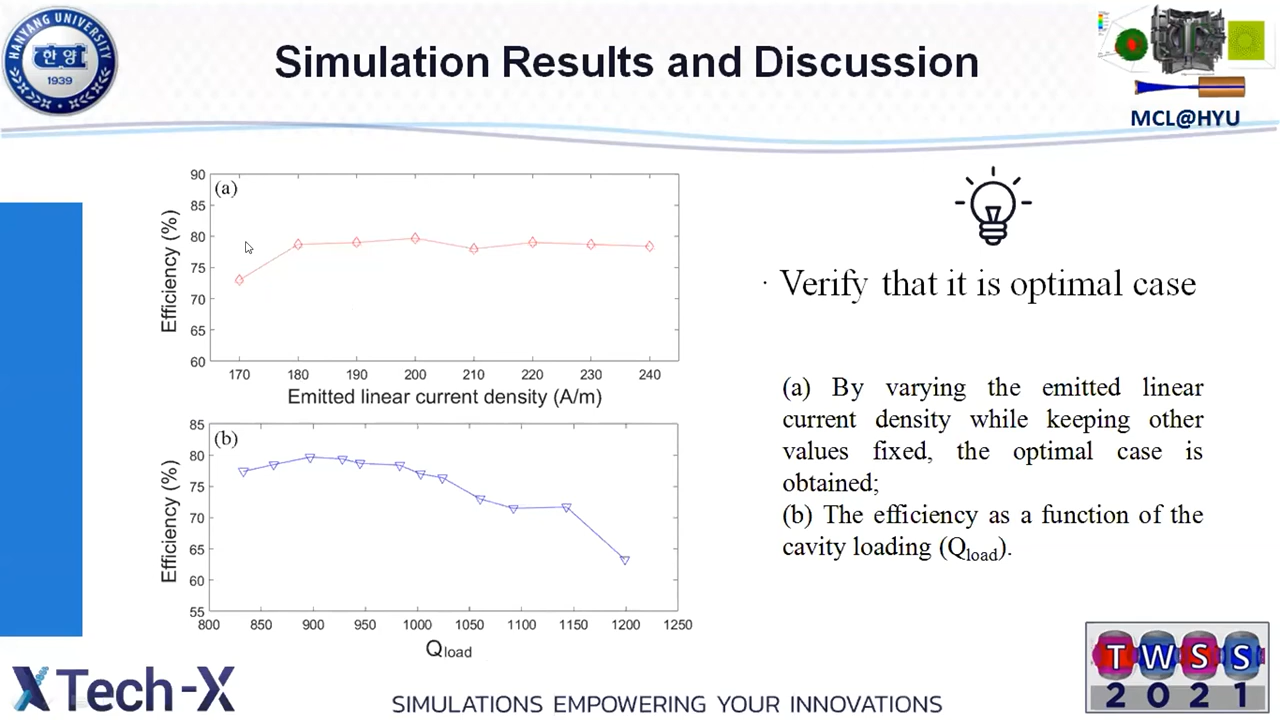 HANYANG UNIVERSITY
한양
1939
Simulation Results and Discussion
MCL@HYU
(a)
90
85
80
75
70
65
60
Efficiency (%)
170 180 190 200 210 220 230 240
Emitted linear current density (A/m)
(b)
85
80
75
70
65
60
55
Efficiency (%)
800 850 900 950 1000 1050 1100 1150 1200 1250
Qload
· Verify that it is optimal case
(a) By varying the emitted linear
current density while keeping other
values fixed, the optimal case is
obtained;
(b) The efficiency as a function of the
cavity loading (Qload).
Tech-X
SIMULATIONS EMPOWERING YOUR INNOVATIONS
TWSS
2021